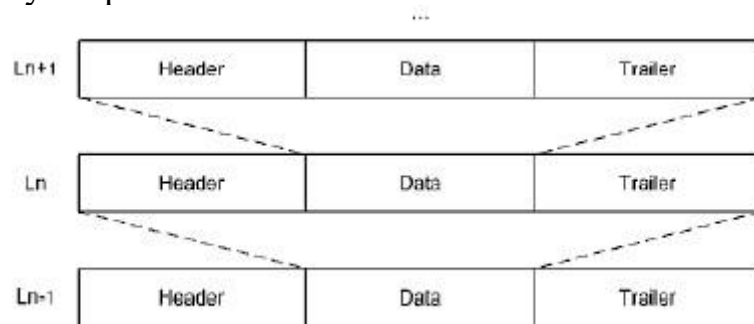 ...
Ln+1 Header Data Trailer
Ln Header Data Trailer
Ln-1 Header Data Trailer